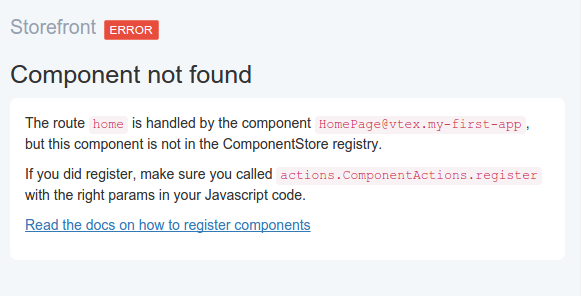 Storefront ERROR
Component not found
The route home is handled by the component HomePage@vtex.my-first-app,
but this component is not in the ComponentStore registry.
If you did register, make sure you called actions.ComponentActions.register
with the right params in your Javascript code.
Read the docs on how to register components